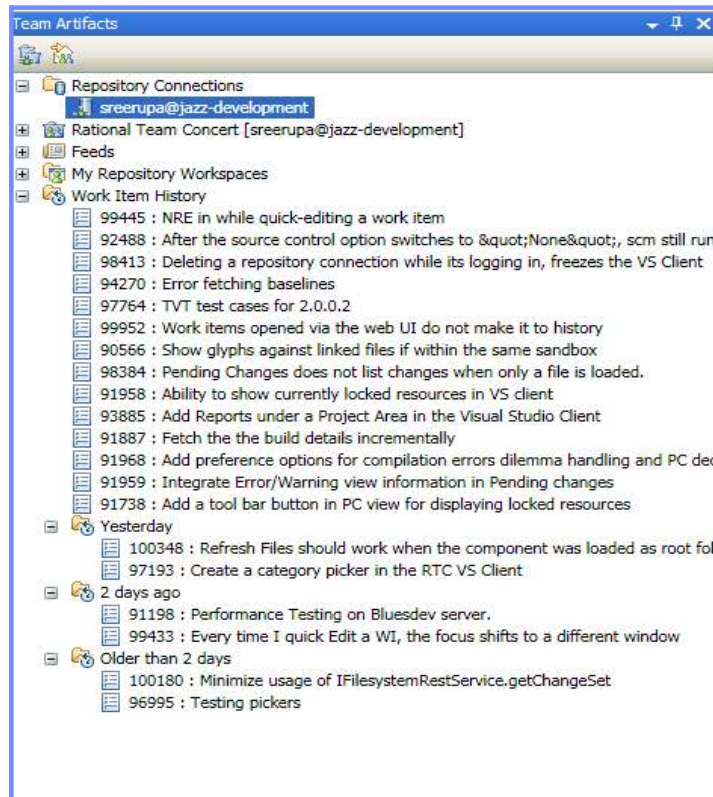 Team Artifacts
Repository Connections
sreerupa@jazz-development
Rational Team Concert [sreerupa@jazz-development]
Feeds
My Repository Workspaces
Work Item History
99445 : NRE in while quick-editing a work item
92488 : After the source control option switches to &quot;None&quot;, scm still run
98413 : Deleting a repository connection while its logging in, freezes the VS Client
94270 : Error fetching baselines
97764 : TVT test cases for 2.0.0.2
99952 : Work items opened via the web UI do not make it to history
90566 : Show glyphs against linked files if within the same sandbox
98384 : Pending Changes does not list changes when only a file is loaded.
91958 : Ability to show currently locked resources in VS client
93885 : Add Reports under a Project Area in the Visual Studio Client
91887 : Fetch the the build details incrementally
91968 : Add preference options for compilation errors dilemma handling and PC dec
91959 : Integrate Error/Warning view information in Pending changes
91738 : Add a tool bar button in PC view for displaying locked resources
Yesterday
100348 : Refresh Files should work when the component was loaded as root fol
97193 : Create a category picker in the RTC VS Client
2 days ago
91198 : Performance Testing on Bluesdev server.
99433 : Every time I quick Edit a WI, the focus shifts to a different window
Older than 2 days
100180 : Minimize usage of IFilesystemRestService.getChangeSet
96995 : Testing pickers